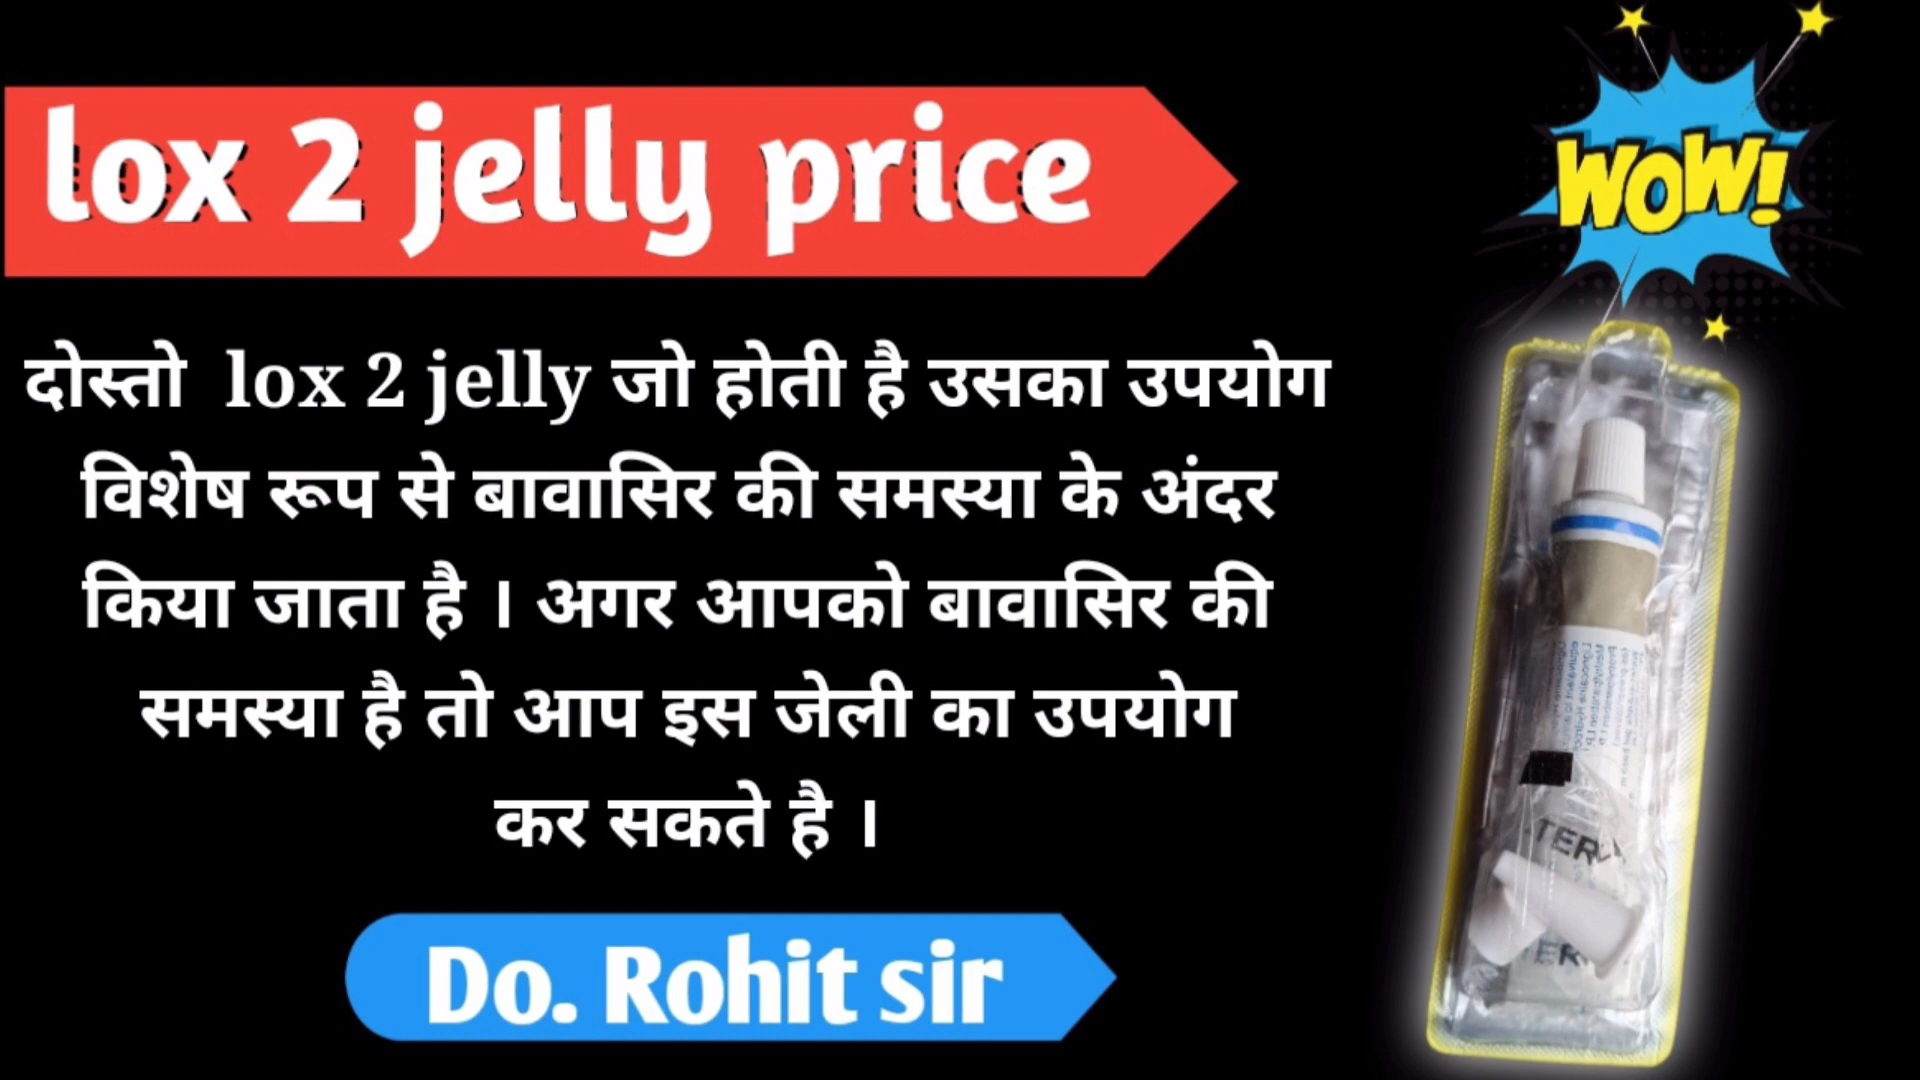 lox 2 jelly price
WOW!
दोस्तो lox 2 jelly जो होती है उसका उपयोग
विशेष रूप से बावासिर की समस्या के अंदर
किया जाता है । अगर आपको बावासिर की
समस्या है तो आप इस जेली का उपयोग
कर सकते है ।
Do. Rohit sir